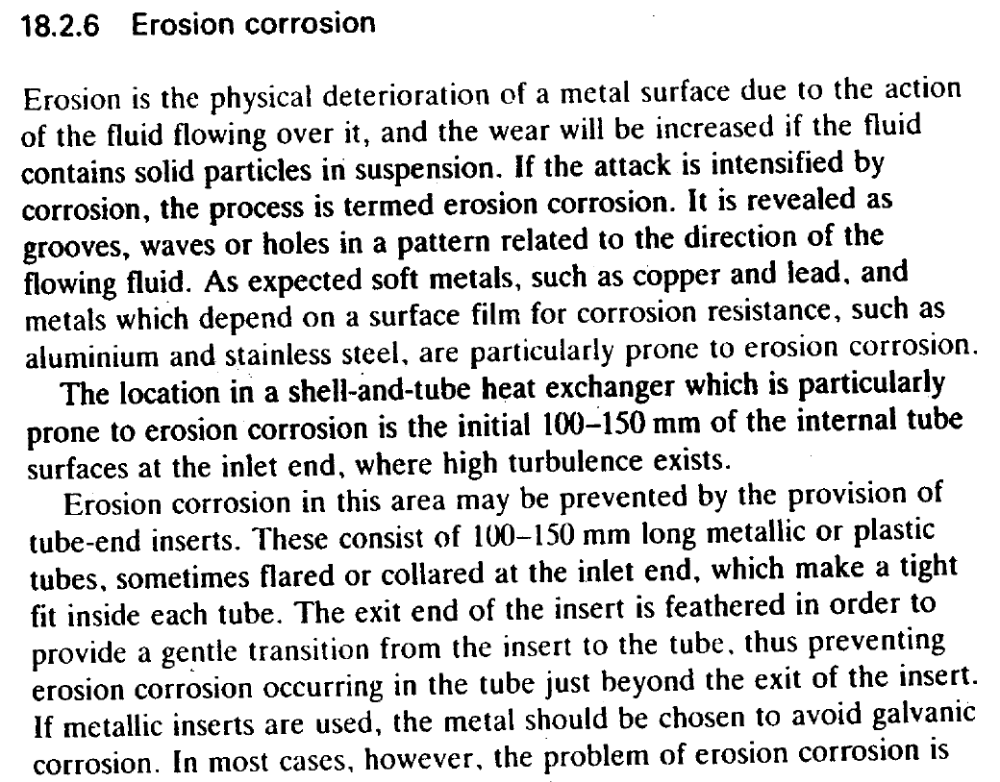 18.2.6 Erosion corrosion
Erosion is the physical deterioration of a metal surface due to the action
of the fluid flowing over it, and the wear will be increased if the fluid
contains solid particles in suspension. If the attack is intensified by
corrosion, the process is termed erosion corrosion. It is revealed as
grooves, waves or holes in a pattern related to the direction of the
flowing fluid. As expected soft metals, such as copper and lead, and
metals which depend on a surface film for corrosion resistance, such as
aluminium and stainless steel, are particularly prone to erosion corrosion.
The location in a shell-and-tube heat exchanger which is particularly
prone to erosion corrosion is the initial 100–150 mm of the internal tube
surfaces at the inlet end, where high turbulence exists.
Erosion corrosion in this area may be prevented by the provision of
tube-end inserts. These consist of 100–150 mm long metallic or plastic
tubes, sometimes flared or collared at the inlet end, which make a tight
fit inside each tube. The exit end of the insert is feathered in order to
provide a gentle transition from the insert to the tube, thus preventing
erosion corrosion occurring in the tube just beyond the exit of the insert.
If metallic inserts are used, the metal should be chosen to avoid galvanic
corrosion. In most cases, however, the problem of erosion corrosion is